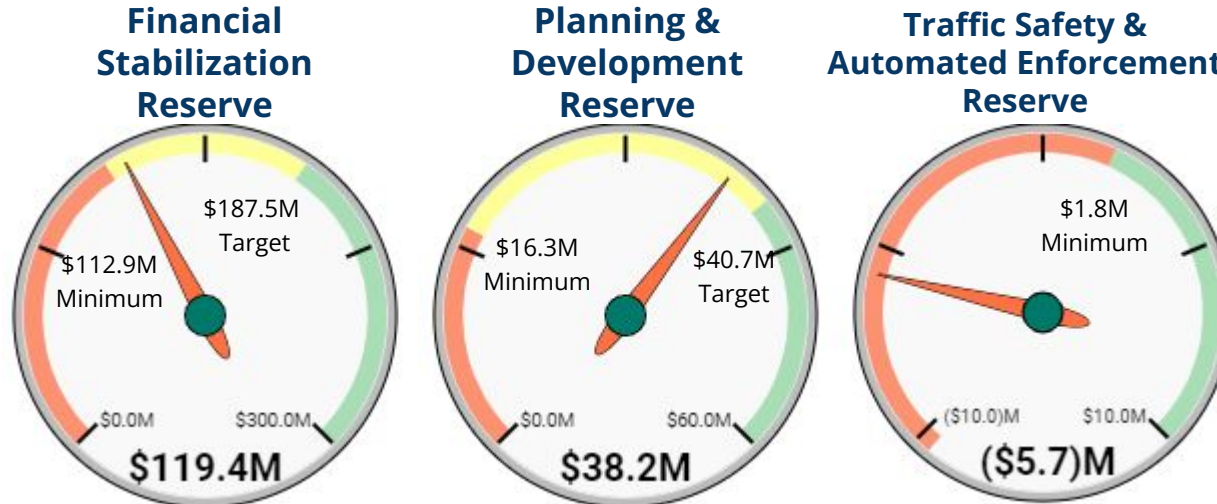 Financial
Stabilization
Reserve
$187.5M
Target
$112.9M
Minimum
$0.0M
$300.0M
$119.4M
Planning &
Development
Reserve
$16.3M
Minimum
$40.7M
Target
$0.0M
$60.0M
$38.2M
Traffic Safety &
Automated Enforcement
Reserve
$1.8M
Minimum
($10.0)M
$10.0M
($5.7)M